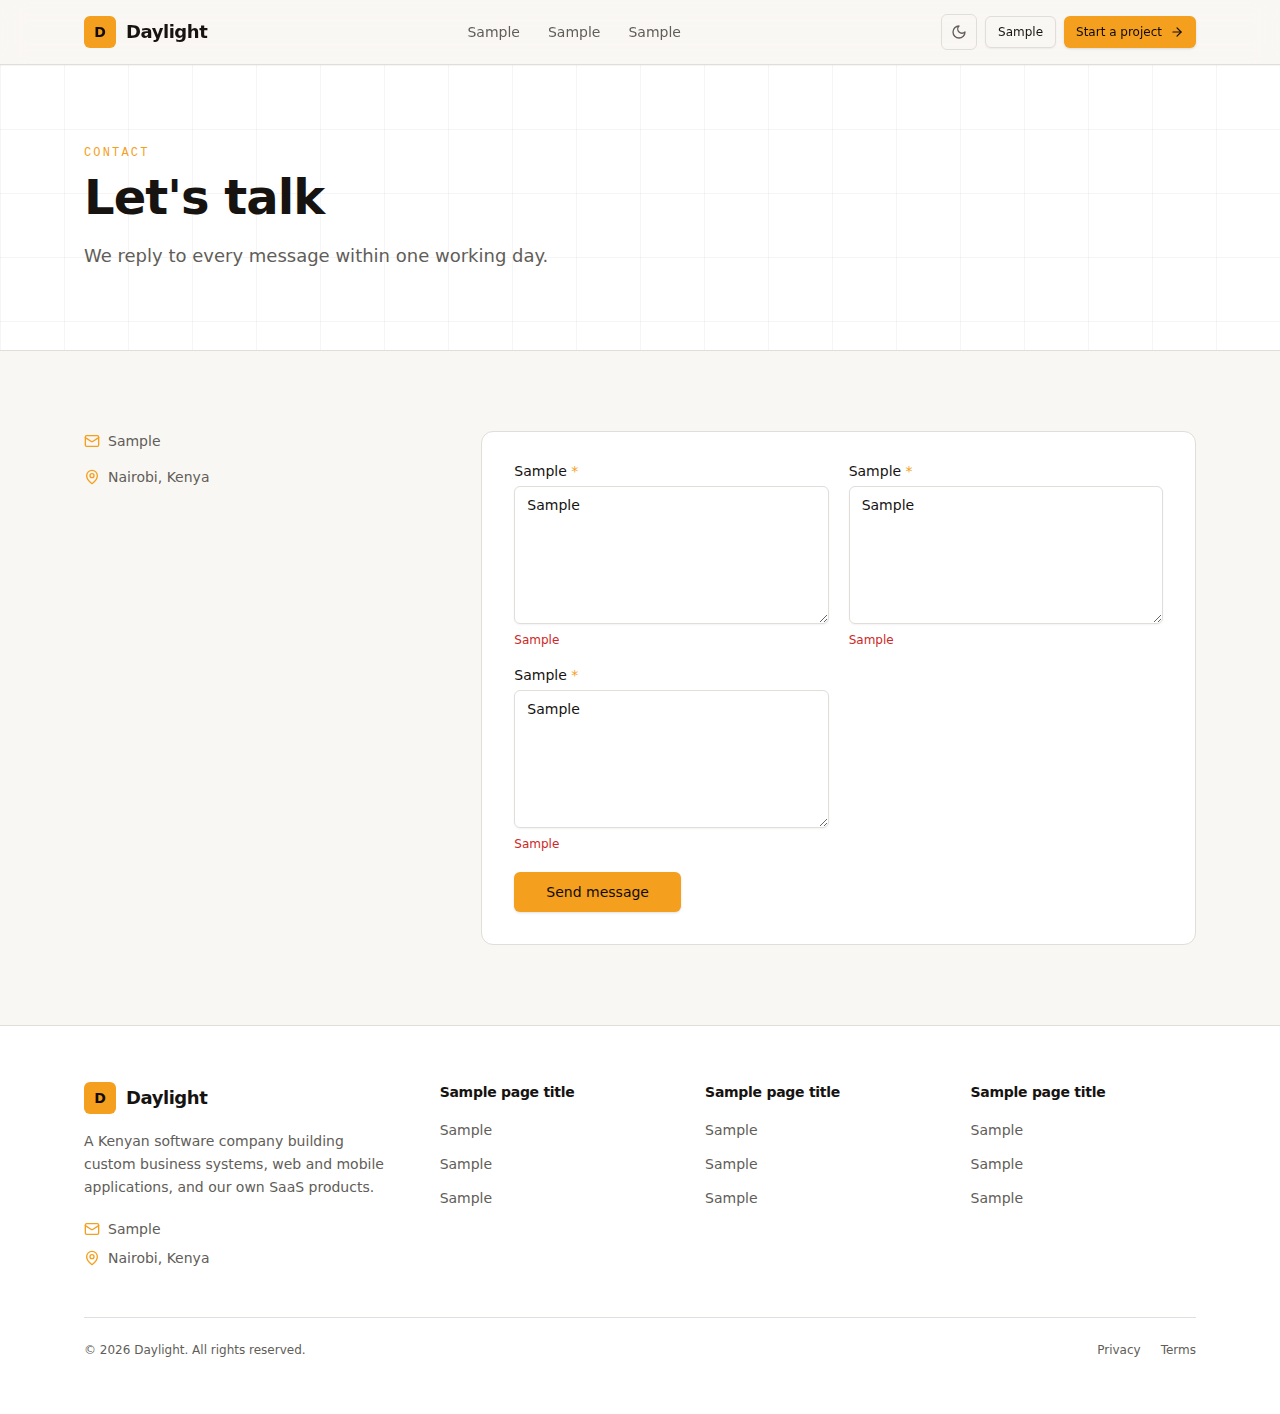 D Daylight
Sample Sample Sample
Sample
Start a project
CONTACT
Let's talk
We reply to every message within one working day.
Sample
Nairobi, Kenya
Sample *
Sample
Sample
Sample *
Sample
Sample
Sample *
Sample
Sample
Send message
D Daylight
A Kenyan software company building
custom business systems, web and mobile
applications, and our own SaaS products.
Sample
Nairobi, Kenya
Sample page title
Sample
Sample
Sample
Sample page title
Sample
Sample
Sample
Sample page title
Sample
Sample
Sample
© 2026 Daylight. All rights reserved.
Privacy Terms